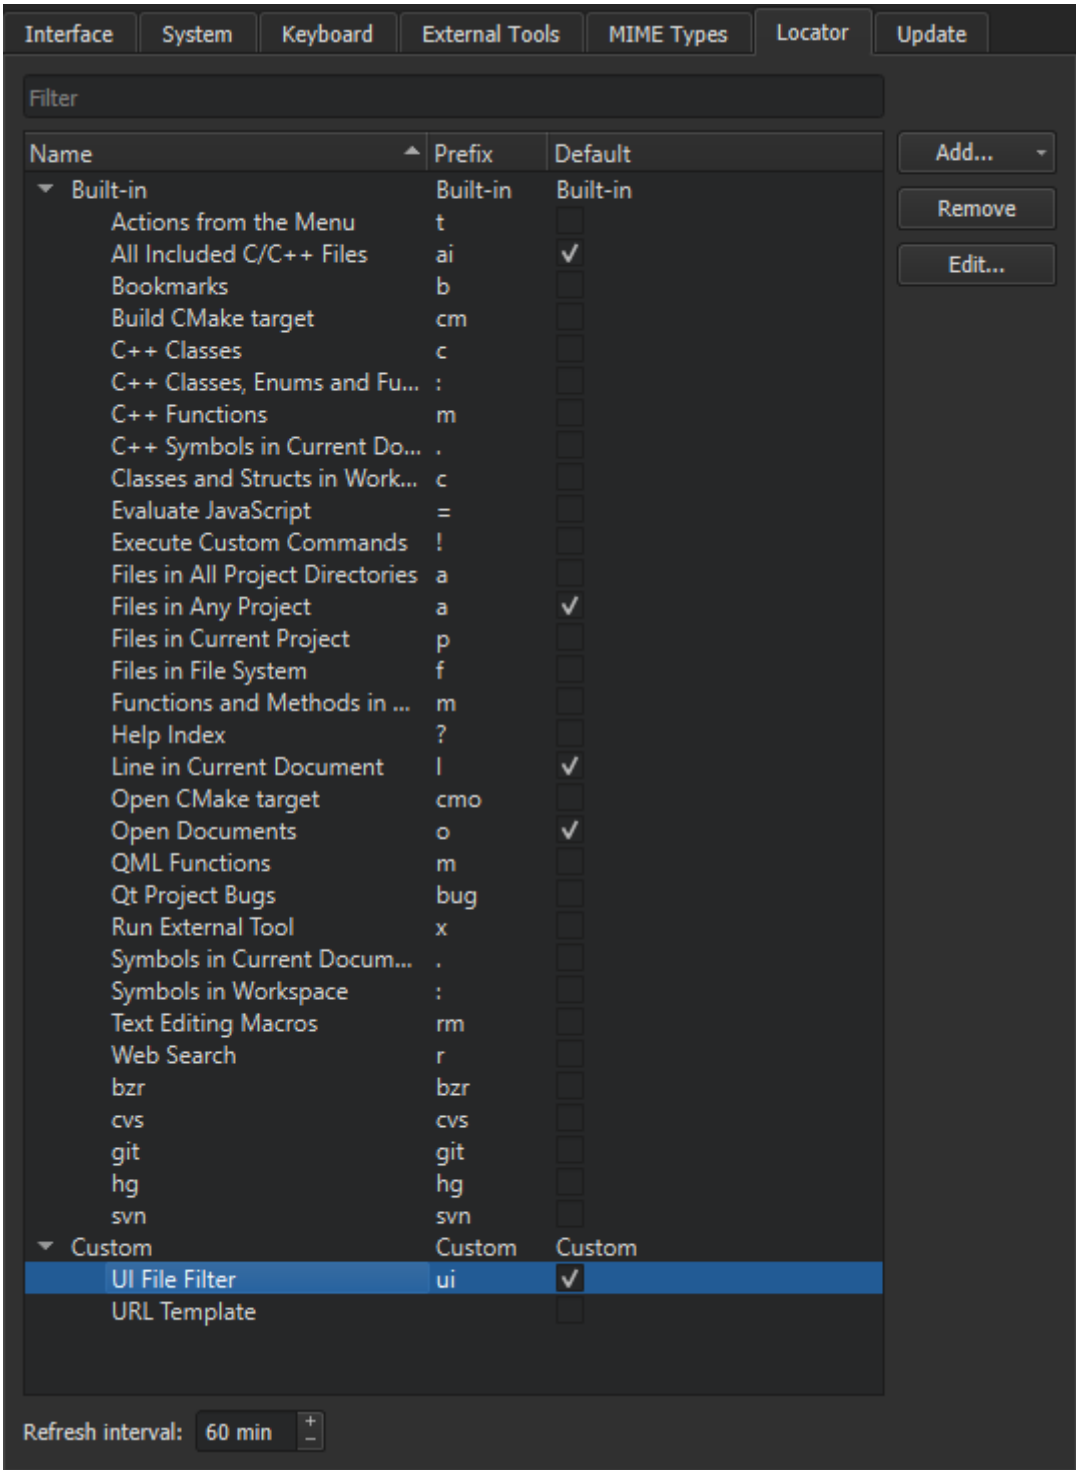 Interface System Keyboard External Tools MIME Types Locator Update
Filter
Name Prefix Default Add...
Built-in Built-in Built-in
Actions from the Menu t Remove
All Included C/C++ Files ai
Bookmarks b Edit...
Build CMake target cm
C++ Classes c
C++ Classes, Enums and Fu... :
C++ Functions m
C++ Symbols in Current Do... .
Classes and Structs in Work... c
Evaluate JavaScript =
Execute Custom Commands !
Files in All Project Directories a
Files in Any Project a
Files in Current Project p
Files in File System f
Functions and Methods in ... m
Help Index ?
Line in Current Document l
Open CMake target cmo
Open Documents o
QML Functions m
Qt Project Bugs bug
Run External Tool x
Symbols in Current Docum... .
Symbols in Workspace :
Text Editing Macros rm
Web Search r
bzr bzr
cvs cvs
git git
hg hg
svn svn
Custom Custom Custom
UI File Filter ui
URL Template
Refresh interval: 60 min